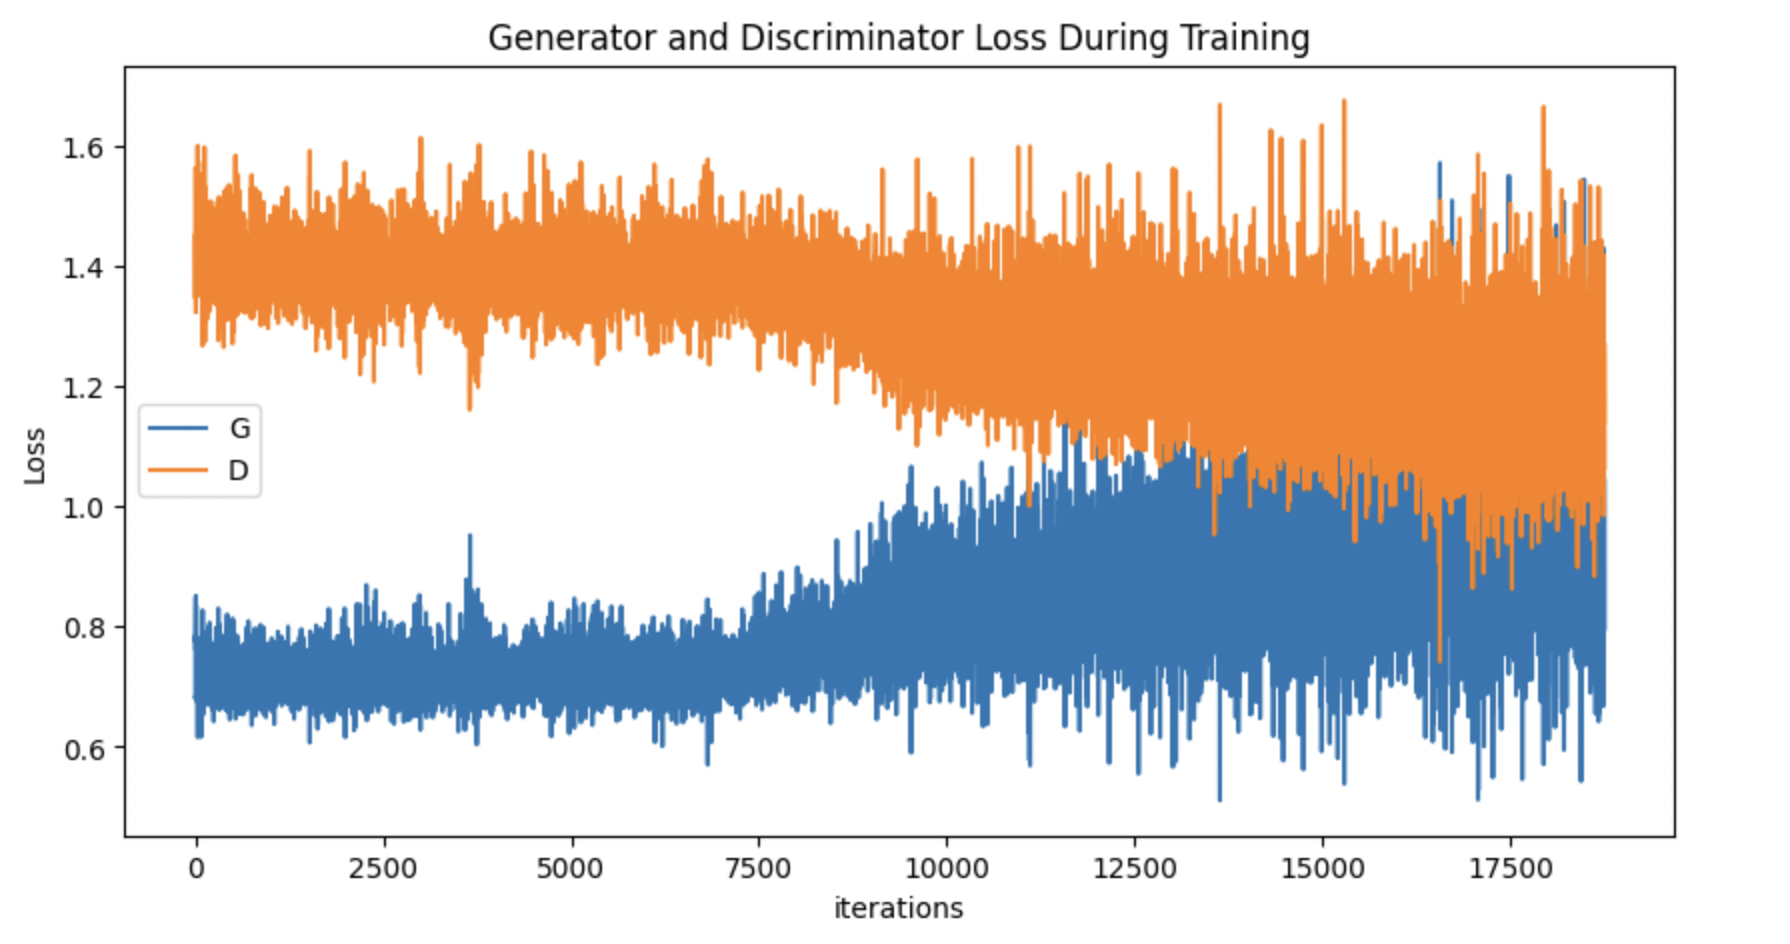 Generator and Discriminator Loss During Training
1.6
1.4
1.2
1.0
0.8
0.6
Loss
G
D
0 2500 5000 7500 10000 12500 15000 17500
iterations